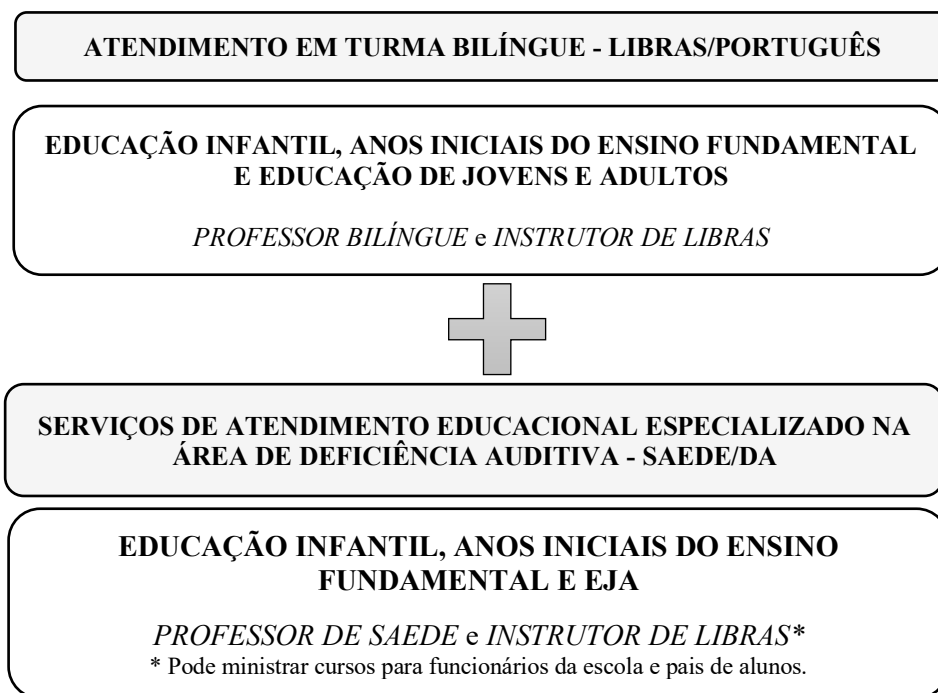 ATENDIMENTO EM TURMA BILÍNGUE - LIBRAS/PORTUGUÊS
EDUCAÇÃO INFANTIL, ANOS INICIAIS DO ENSINO FUNDAMENTAL
E EDUCAÇÃO DE JOVENS E ADULTOS
PROFESSOR BILÍNGUE e INSTRUTOR DE LIBRAS
SERVIÇOS DE ATENDIMENTO EDUCACIONAL ESPECIALIZADO NA
ÁREA DE DEFICIÊNCIA AUDITIVA - SAEDE/DA
EDUCAÇÃO INFANTIL, ANOS INICIAIS DO ENSINO
FUNDAMENTAL E EJA
PROFESSOR DE SAEDE e INSTRUTOR DE LIBRAS*
* Pode ministrar cursos para funcionários da escola e pais de alunos.